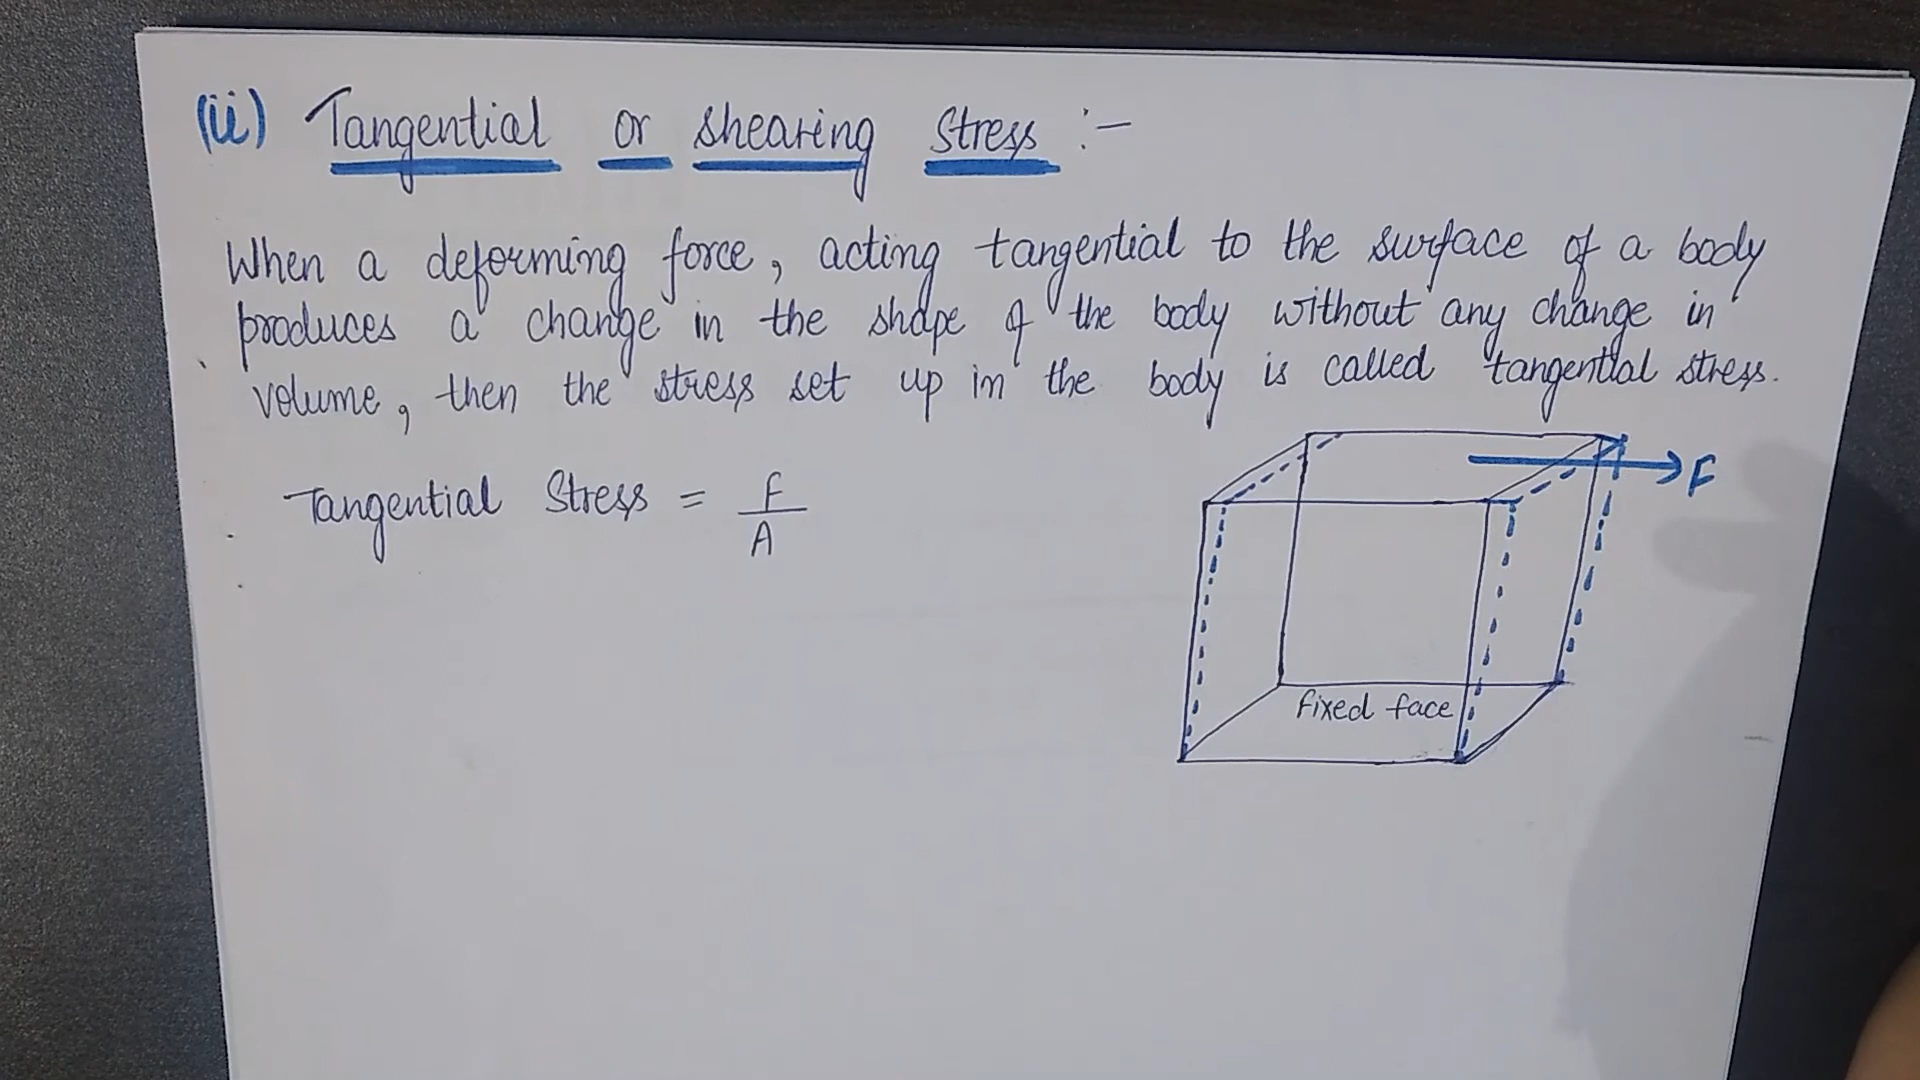 (ii) Tangential or shearing Stress :-
When a deforming force, acting tangential to the surface of a body
produces a change in the shape of the body without any change in
volume, then the stress set up in the body is called tangential stress.
Tangential Stress = F/A
F
fixed face